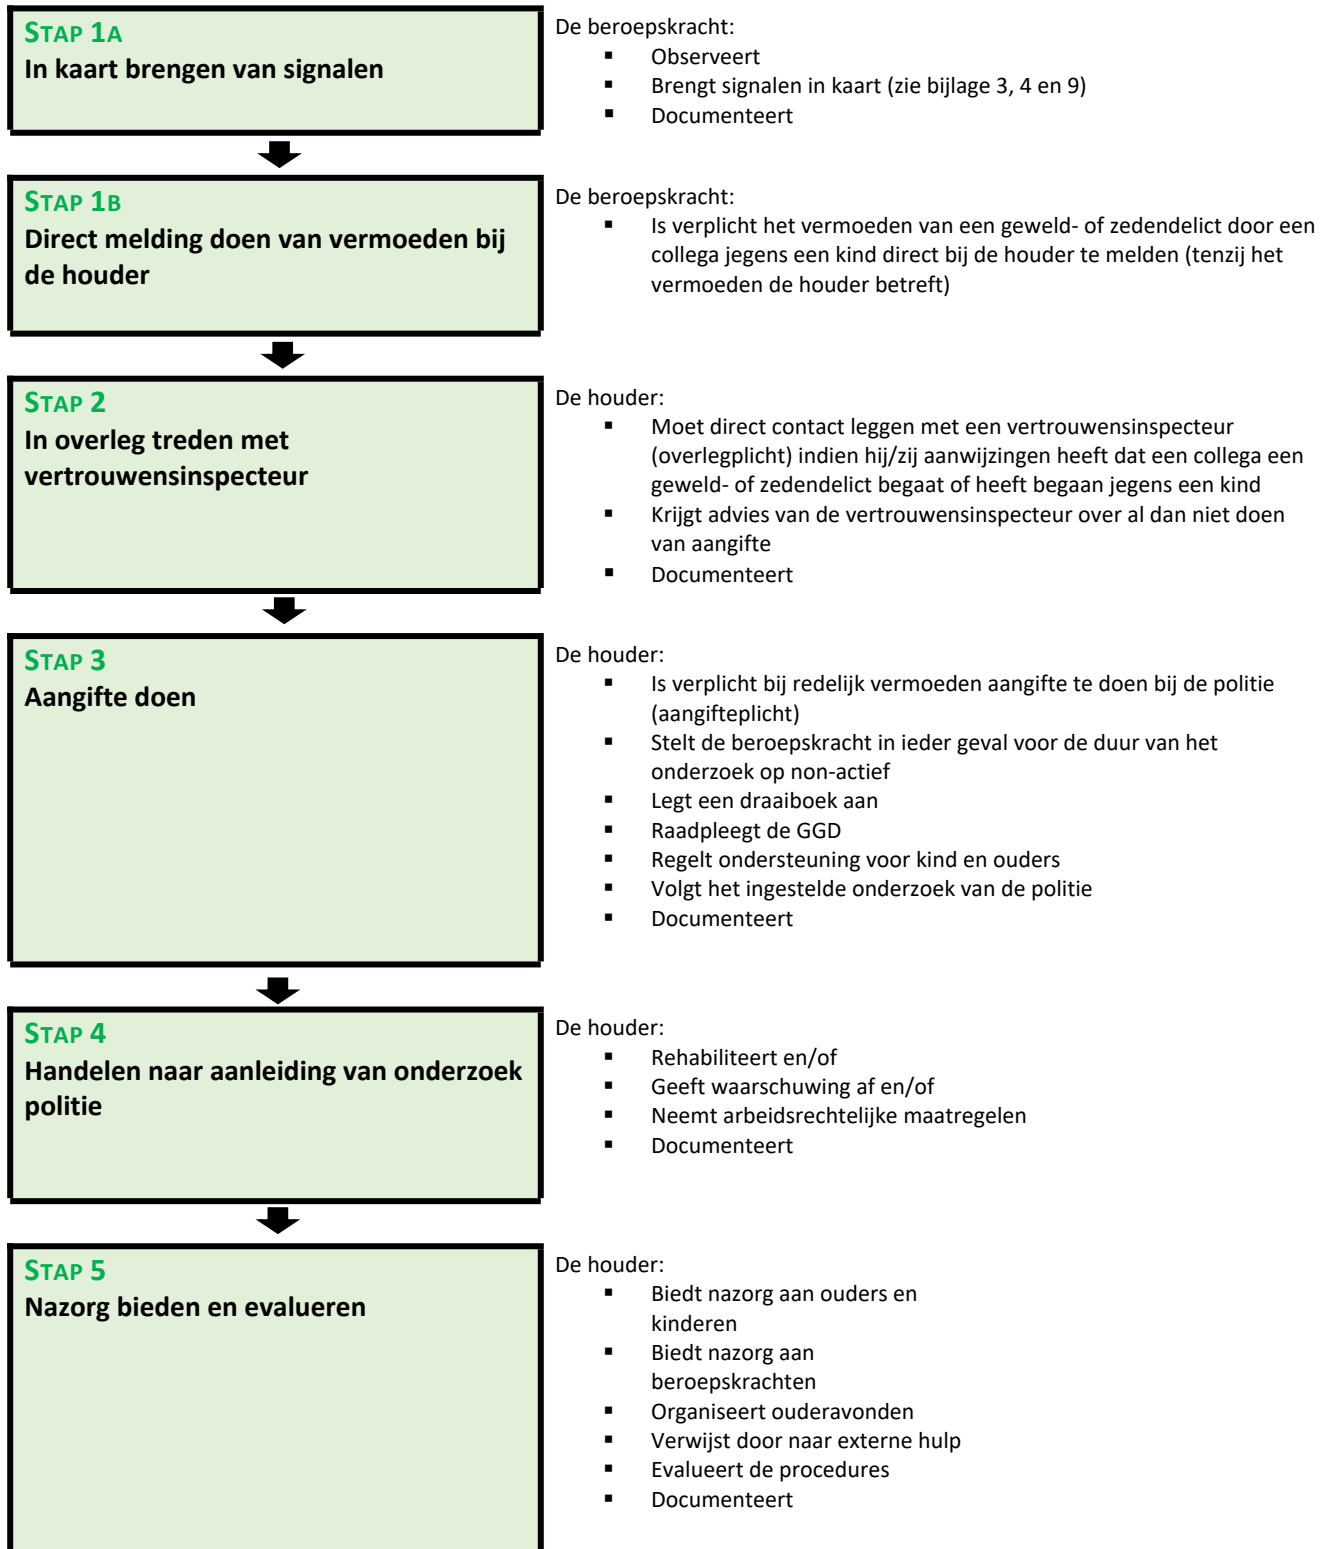 STAP 1A
In kaart brengen van signalen
De beroepskracht:
▪ Observeert
▪ Brengt signalen in kaart (zie bijlage 3, 4 en 9)
▪ Documenteert
STAP 1B
Direct melding doen van vermoeden bij
de houder
De beroepskracht:
▪ Is verplicht het vermoeden van een geweld- of zedendelict door een
collega jegens een kind direct bij de houder te melden (tenzij het
vermoeden de houder betreft)
STAP 2
In overleg treden met
vertrouwensinspecteur
De houder:
▪ Moet direct contact leggen met een vertrouwensinspecteur
(overlegplicht) indien hij/zij aanwijzingen heeft dat een collega een
geweld- of zedendelict begaat of heeft begaan jegens een kind
▪ Krijgt advies van de vertrouwensinspecteur over al dan niet doen
van aangifte
▪ Documenteert
STAP 3
Aangifte doen
De houder:
▪ Is verplicht bij redelijk vermoeden aangifte te doen bij de politie
(aangifteplicht)
▪ Stelt de beroepskracht in ieder geval voor de duur van het
onderzoek op non-actief
▪ Legt een draaiboek aan
▪ Raadpleegt de GGD
▪ Regelt ondersteuning voor kind en ouders
▪ Volgt het ingestelde onderzoek van de politie
▪ Documenteert
STAP 4
Handelen naar aanleiding van onderzoek
politie
De houder:
▪ Rehabiliteert en/of
▪ Geeft waarschuwing af en/of
▪ Neemt arbeidsrechtelijke maatregelen
▪ Documenteert
STAP 5
Nazorg bieden en evalueren
De houder:
▪ Biedt nazorg aan ouders en
kinderen
▪ Biedt nazorg aan
beroepskrachten
▪ Organiseert ouderavonden
▪ Verwijst door naar externe hulp
▪ Evalueert de procedures
▪ Documenteert